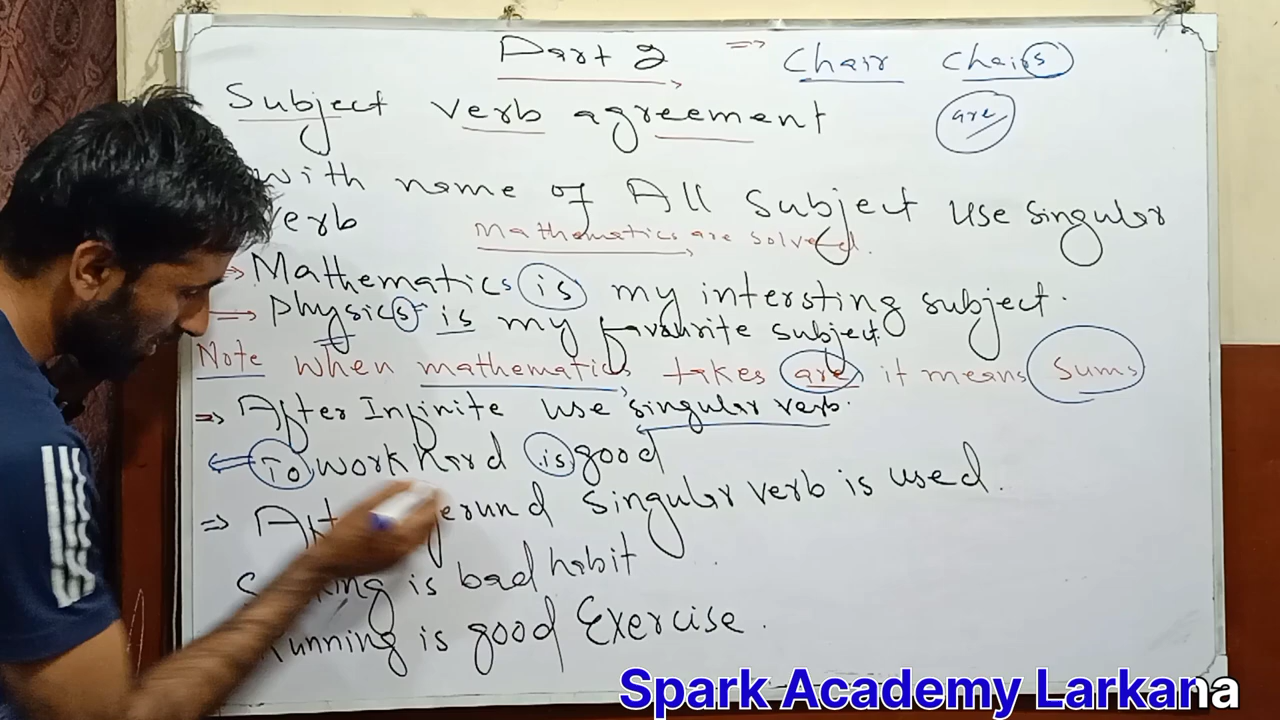 Part 2 => Chair Chairs
Subject verb agreement are
with name of All Subject use singular
verb
Mathematics are solved.
Mathematics is my intersting subject.
Physics is my favourite subject.
Note when mathematics takes are it means Sums
=> After Infinite use singular verb.
To work hard is good
=> singular verb is used.
is bad habit
Running is good Exercise.
Spark Academy Larkana